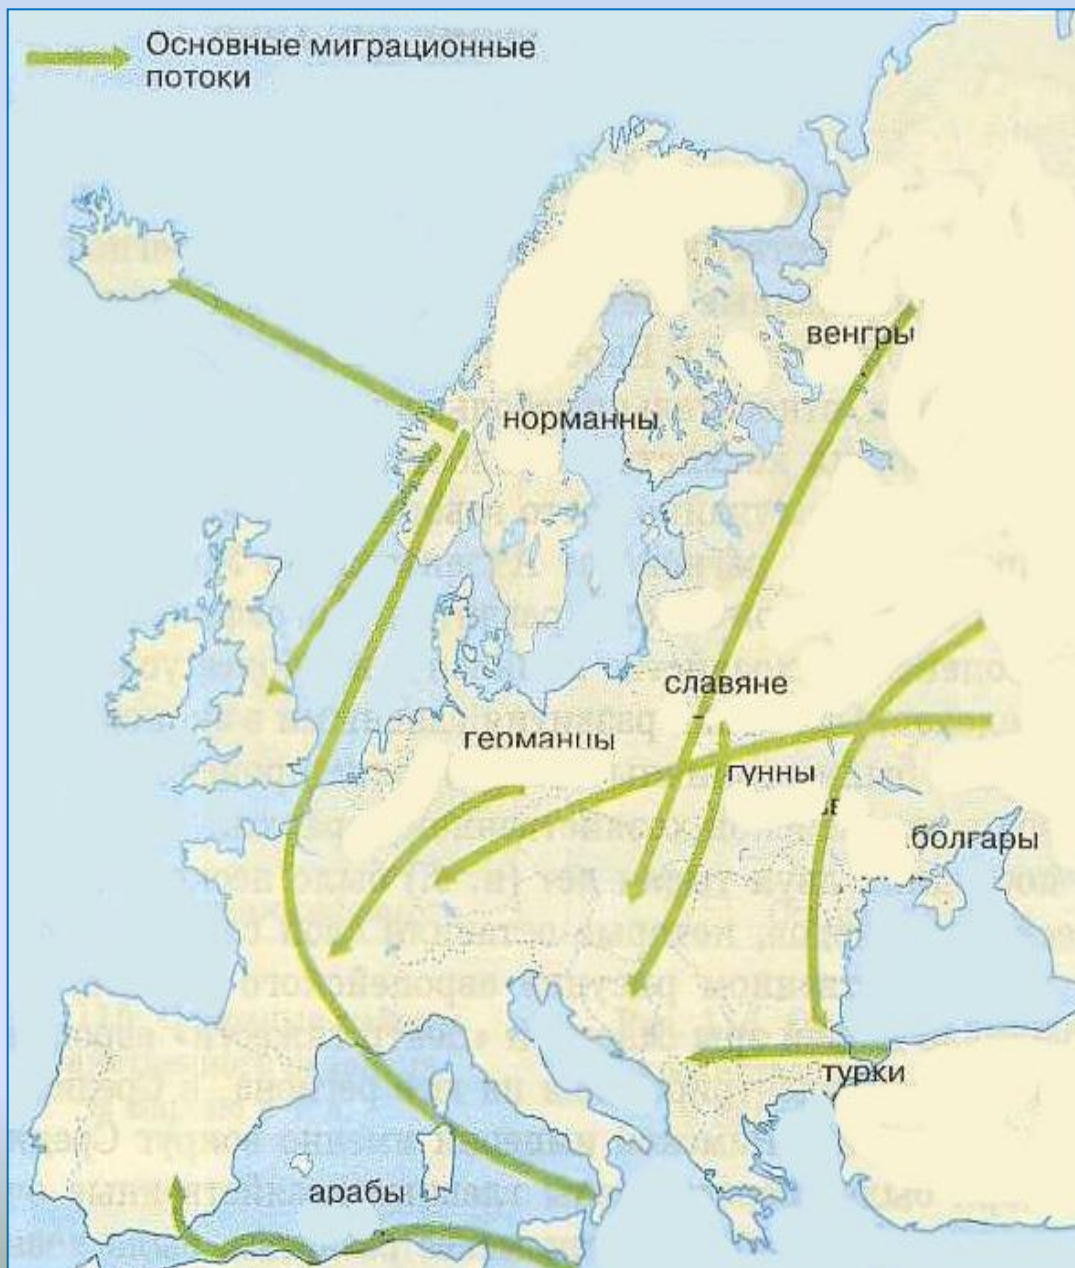 Основные миграционные
потоки
венгры
норманны
славяне
германцы
гунны
болгары
турки
арабы